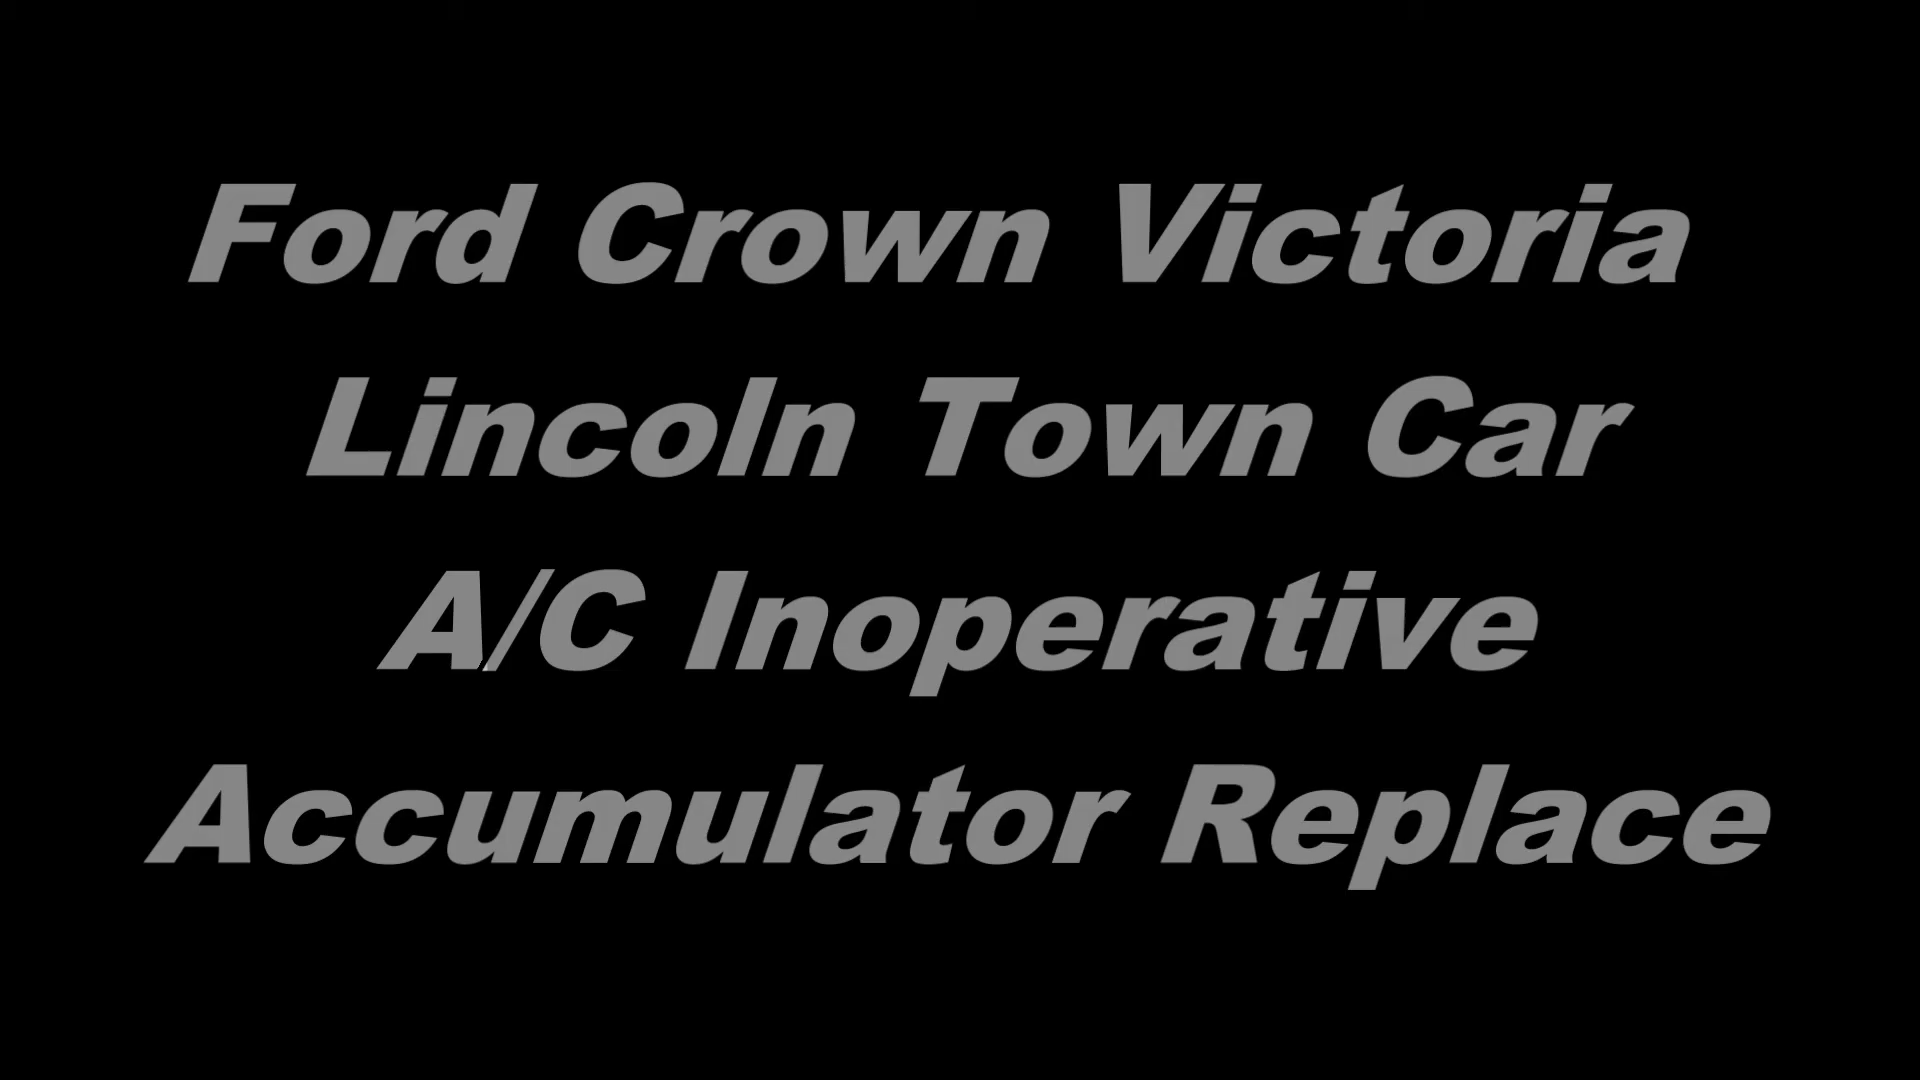 Ford Crown Victoria
Lincoln Town Car
A/C Inoperative
Accumulator Replace